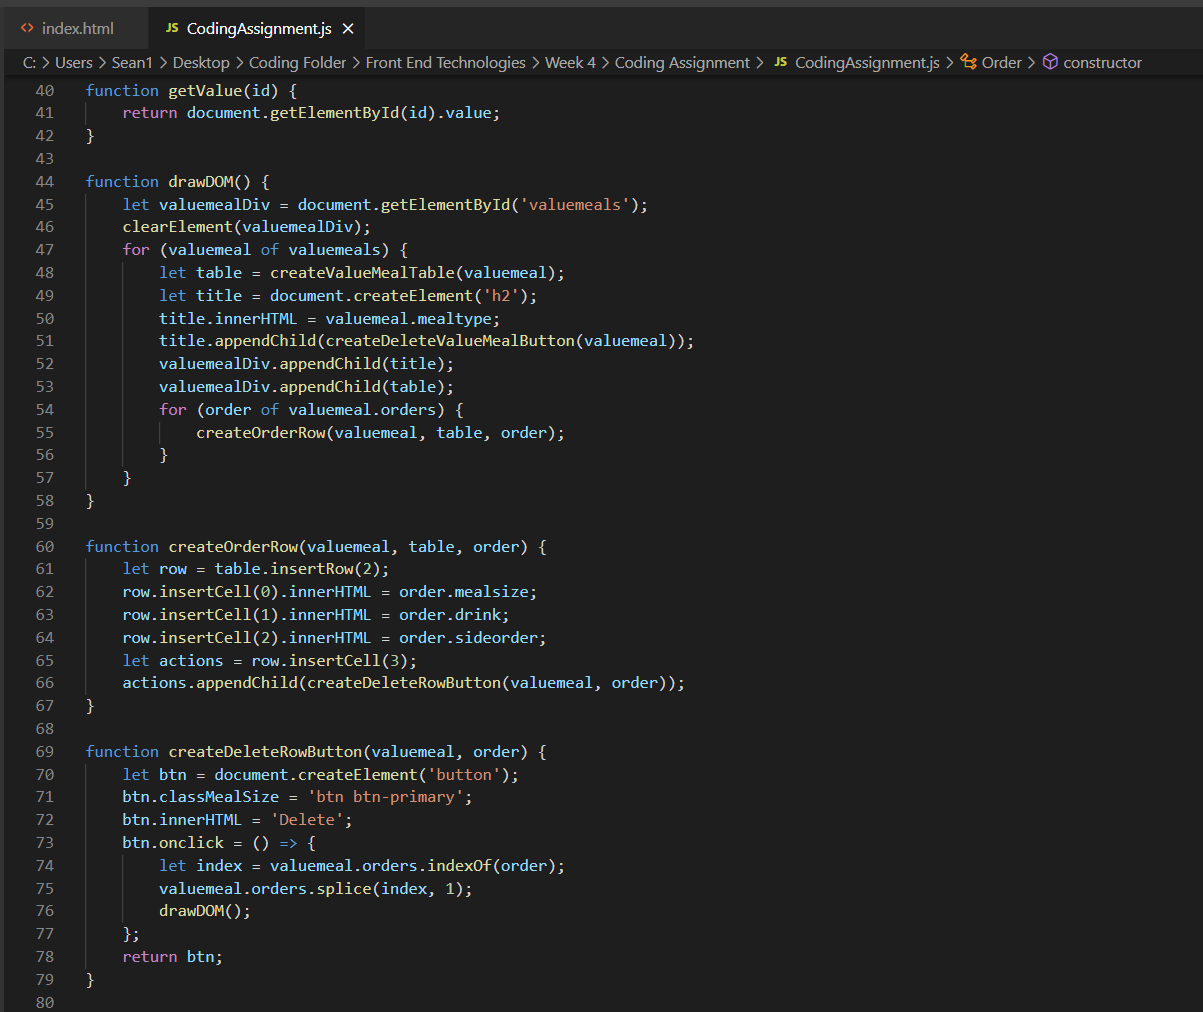 <> index.html JS CodingAssignment.js ×
C: > Users > Sean1 > Desktop > Coding Folder > Front End Technologies > Week 4 > Coding Assignment > JS CodingAssignment.js > Order > constructor
40 function getValue(id) {
41     return document.getElementById(id).value;
42 }
43
44 function drawDOM() {
45     let valuemealDiv = document.getElementById('valuemeals');
46     clearElement(valuemealDiv);
47     for (valuemeal of valuemeals) {
48         let table = createValueMealTable(valuemeal);
49         let title = document.createElement('h2');
50         title.innerHTML = valuemeal.mealtype;
51         title.appendChild(createDeleteValueMealButton(valuemeal));
52         valuemealDiv.appendChild(title);
53         valuemealDiv.appendChild(table);
54         for (order of valuemeal.orders) {
55             createOrderRow(valuemeal, table, order);
56         }
57     }
58 }
59
60 function createOrderRow(valuemeal, table, order) {
61     let row = table.insertRow(2);
62     row.insertCell(0).innerHTML = order.mealsize;
63     row.insertCell(1).innerHTML = order.drink;
64     row.insertCell(2).innerHTML = order.sideorder;
65     let actions = row.insertCell(3);
66     actions.appendChild(createDeleteRowButton(valuemeal, order));
67 }
68
69 function createDeleteRowButton(valuemeal, order) {
70     let btn = document.createElement('button');
71     btn.classMealSize = 'btn btn-primary';
72     btn.innerHTML = 'Delete';
73     btn.onclick = () => {
74         let index = valuemeal.orders.indexOf(order);
75         valuemeal.orders.splice(index, 1);
76         drawDOM();
77     };
78     return btn;
79 }
80